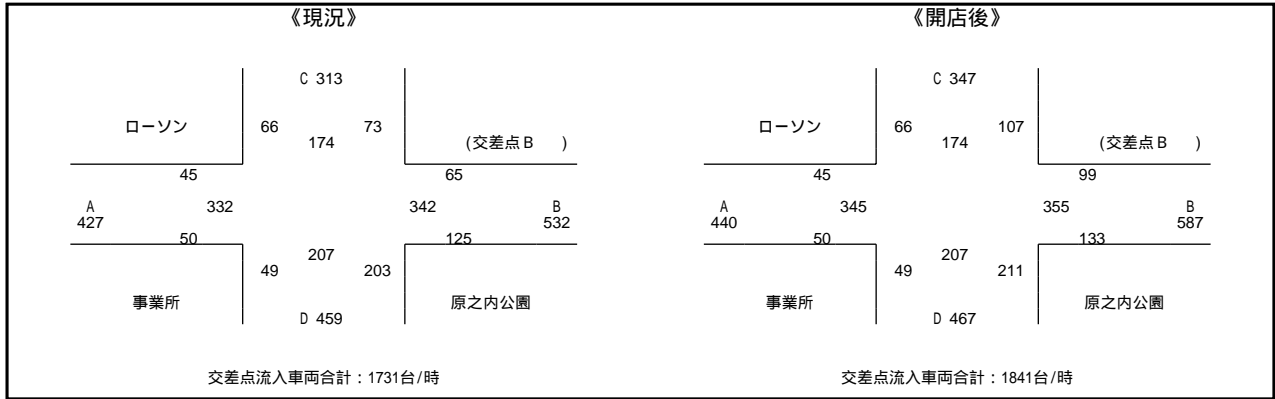 《現況》
C 313
ローソン
66
174
73
(交差点B )
45
65
A
427
332
342
B
532
50
125
49
207
203
事業所
原之内公園
D 459
交差点流入車両合計:1731台/時
《開店後》
C 347
ローソン
66
174
107
(交差点B )
45
99
A
440
345
355
B
587
50
133
49
207
211
事業所
原之内公園
D 467
交差点流入車両合計:1841台/時